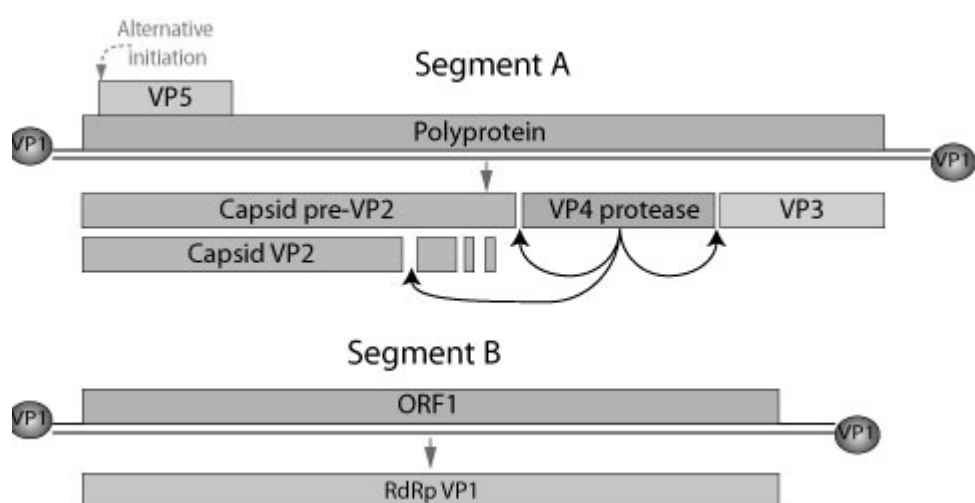 Alternative
initiation
Segment A
VP5
Polyprotein
VP1
VP1
Capsid pre-VP2
VP4 protease
VP3
Capsid VP2
Segment B
ORF1
VP1
VP1
RdRp VP1